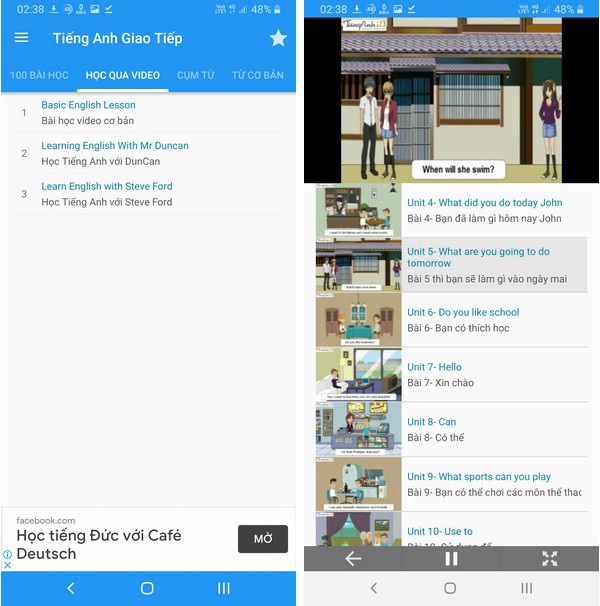 02:38 48%
Tiếng Anh Giao Tiếp
100 BÀI HỌC HỌC QUA VIDEO CỤM TỪ TỪ CƠ BẢN
1 Basic English Lesson
Bài học video cơ bản
2 Learning English With Mr Duncan
Học Tiếng Anh với DunCan
3 Learn English with Steve Ford
Học Tiếng Anh với Steve Ford
facebook.com
Học tiếng Đức với Café
Deutsch
MỞ
02:38 48%
TiếngAnh123
When will she swim?
Unit 4- What did you do today John
Bài 4- Bạn đã làm gì hôm nay John
Unit 5- What are you going to do
tomorrow
Bài 5 thì bạn sẽ làm gì vào ngày mai
Unit 6- Do you like school
Bài 6- Bạn có thích học
Unit 7- Hello
Bài 7- Xin chào
Unit 8- Can
Bài 8- Có thể
Unit 9- What sports can you play
Bài 9- Bạn có thể chơi các môn thể thao
Unit 10- Use to
Bài 10- Sử dụng để